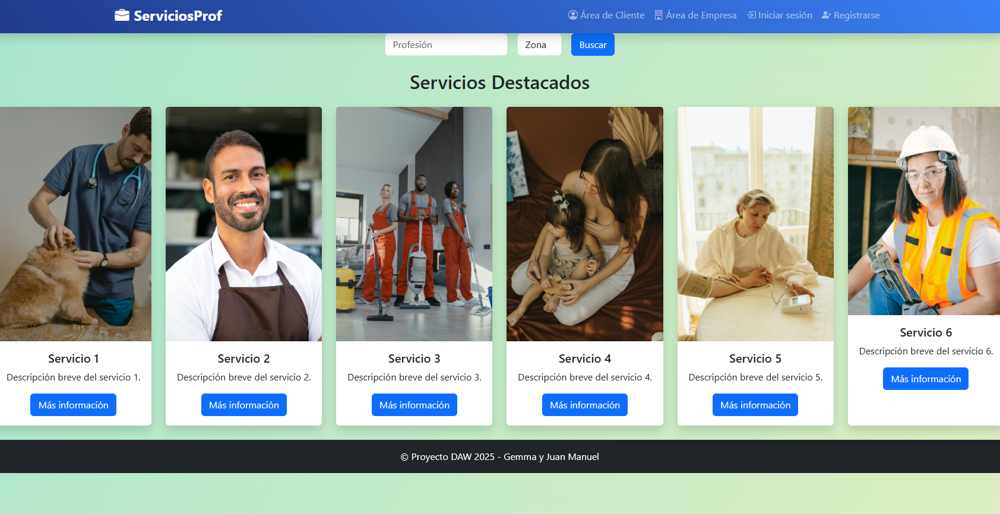 ServiciosProf
Área de Cliente
Área de Empresa
Iniciar sesión
Registrarse
Profesión
Zona
Buscar
Servicios Destacados
Servicio 1
Descripción breve del servicio 1.
Más información
Servicio 2
Descripción breve del servicio 2.
Más información
Servicio 3
Descripción breve del servicio 3.
Más información
Servicio 4
Descripción breve del servicio 4.
Más información
Servicio 5
Descripción breve del servicio 5.
Más información
Servicio 6
Descripción breve del servicio 6.
Más información
© Proyecto DAW 2025 - Gemma y Juan Manuel